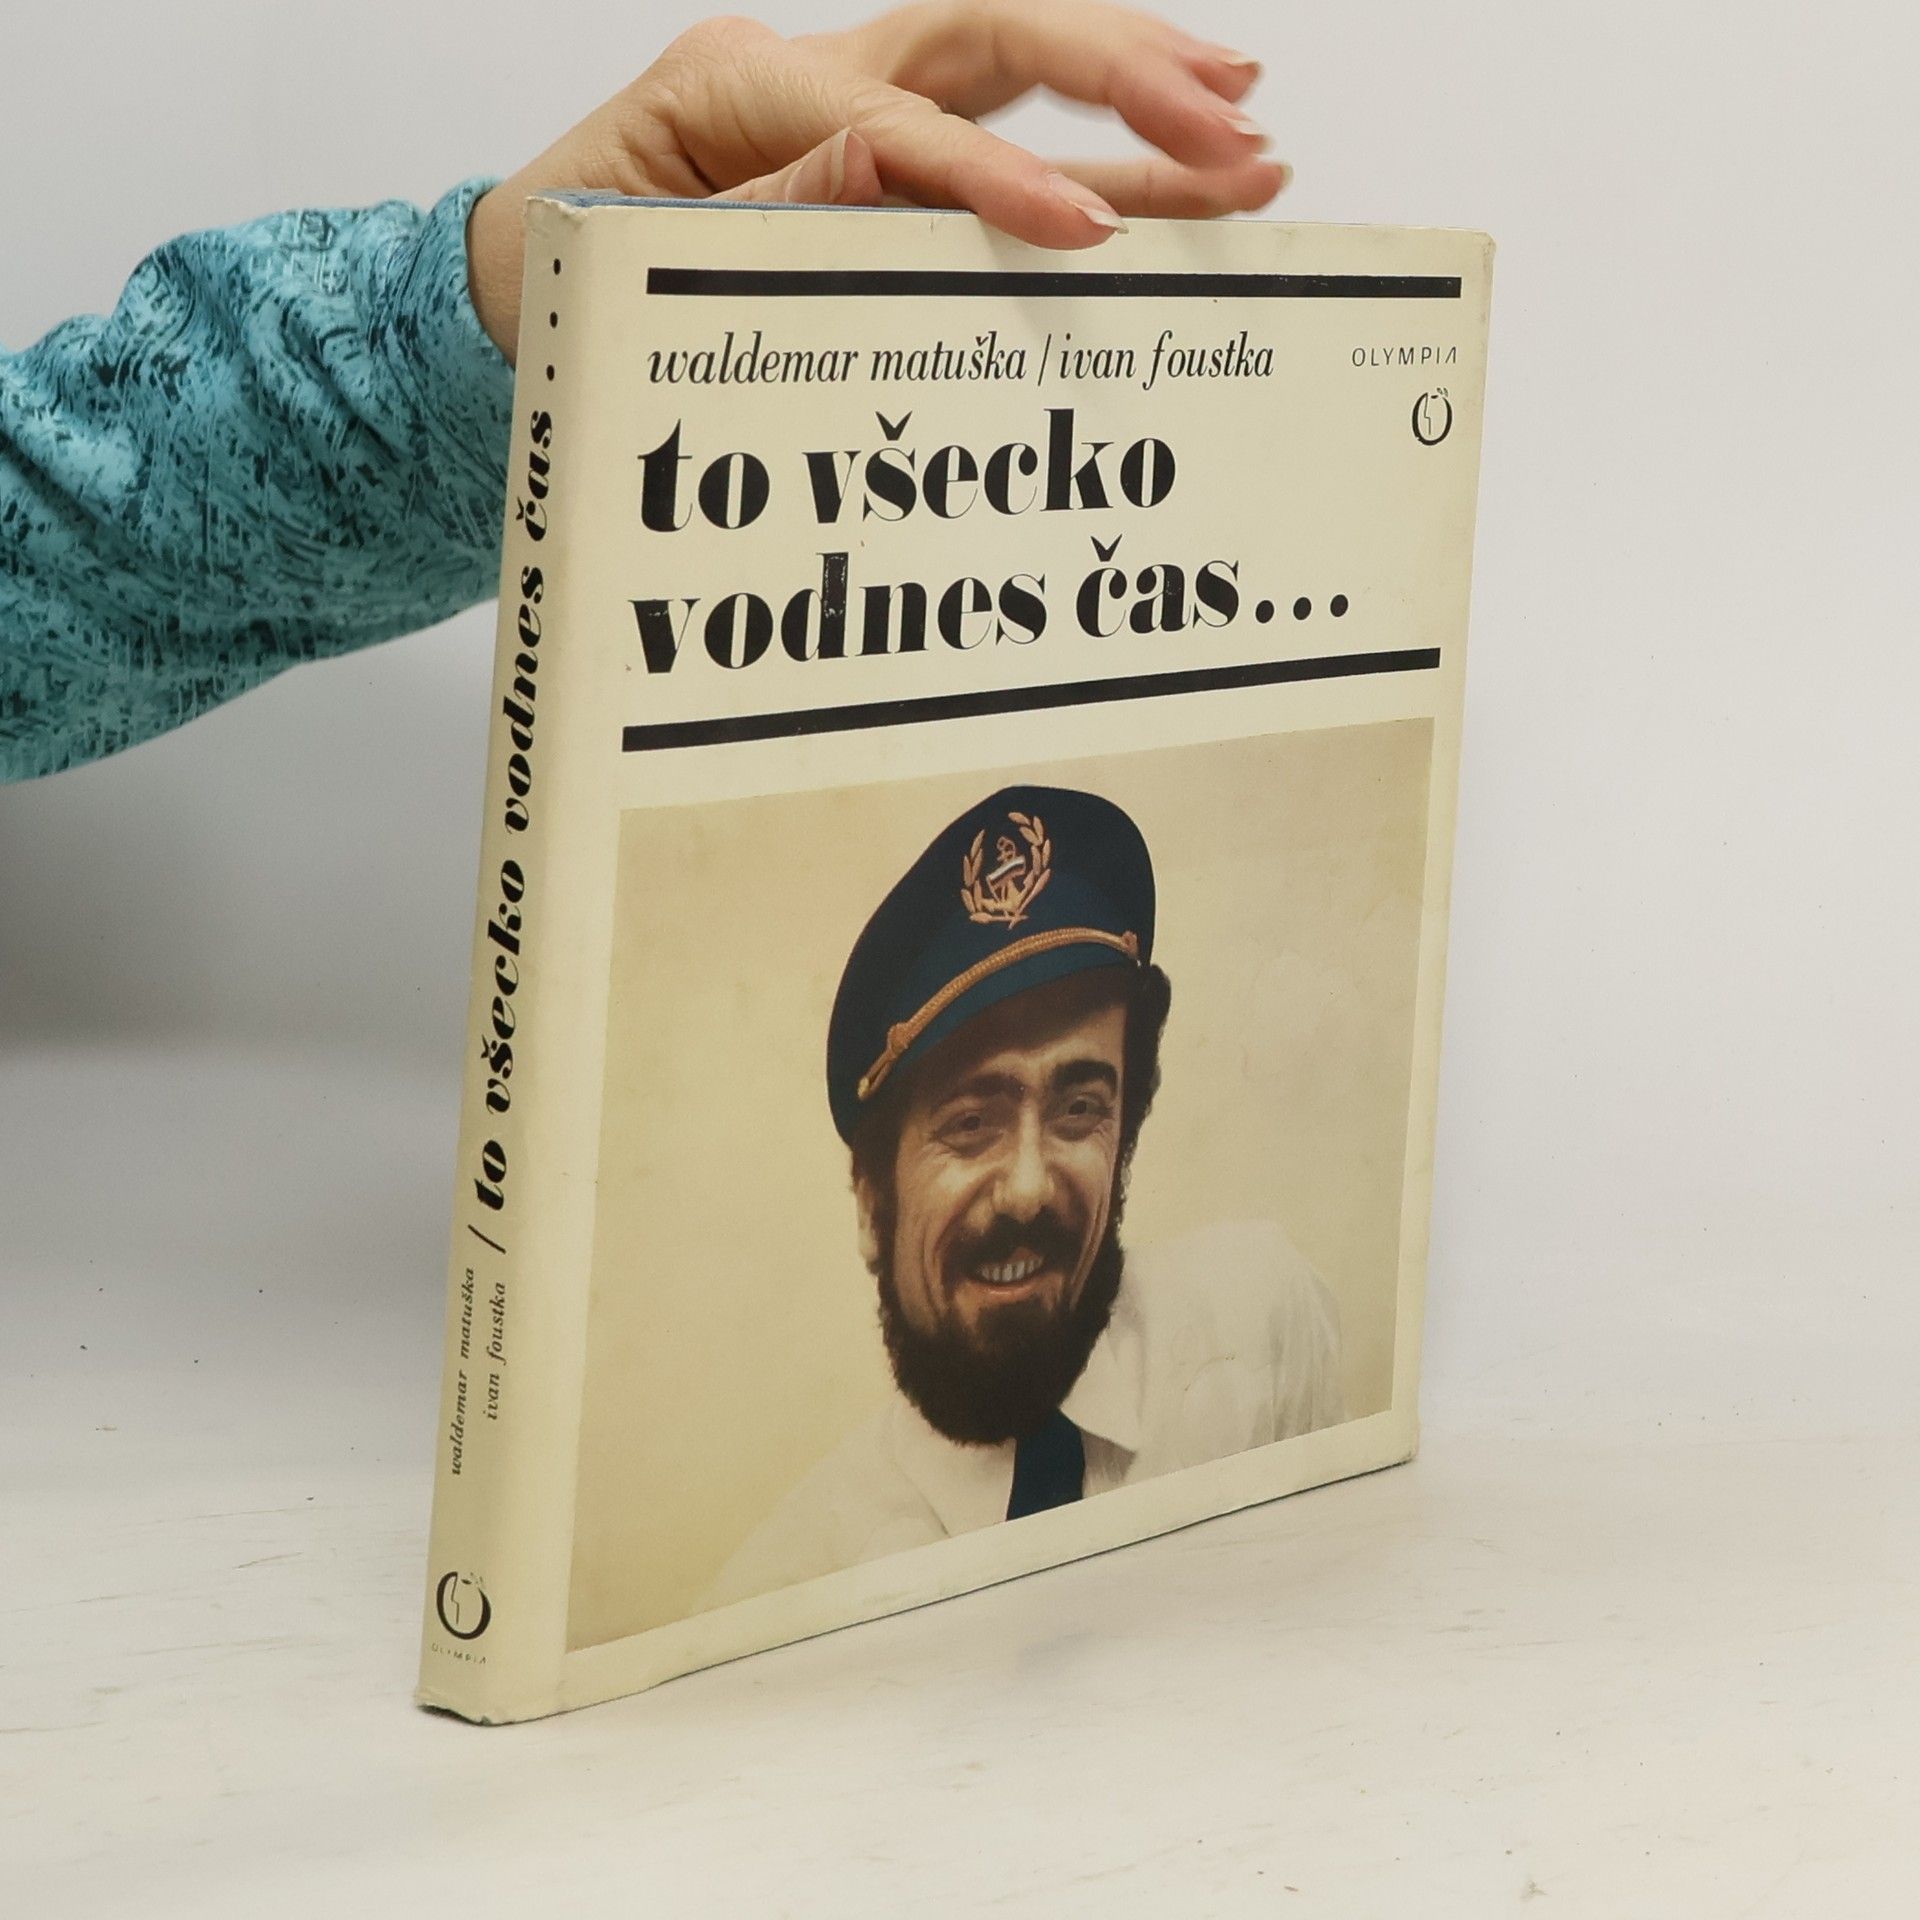 waldemar matuška / ivan foustka
OLYMPIA
to všecko
vodnes čas...
waldemar matuška
ivan foustka
/ to všecko vodnes čas...
OLYMPIA